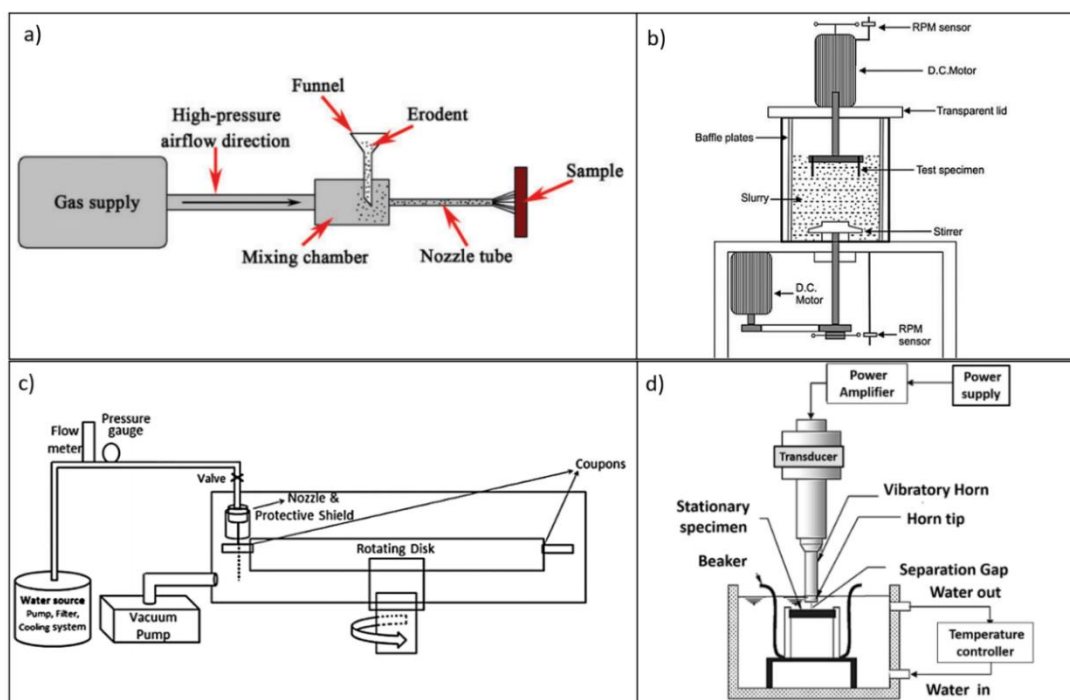 a)
Funnel
Erodent
High-pressure
airflow direction
Gas supply
Sample
Mixing chamber
Nozzle tube
b)
RPM sensor
D.C.Motor
Transparent lid
Baffle plates
Test specimen
Slurry
Stirrer
D.C.
Motor
RPM
sensor
c)
Pressure
gauge
Flow
meter
Valve
Coupons
Nozzle &
Protective Shield
Rotating Disk
Water source
Pump, Filter,
Cooling system
Vacuum
Pump
d)
Power
Amplifier
Power
supply
Transducer
Vibratory Horn
Stationary
specimen
Horn tip
Beaker
Separation Gap
Water out
Temperature
controller
Water in